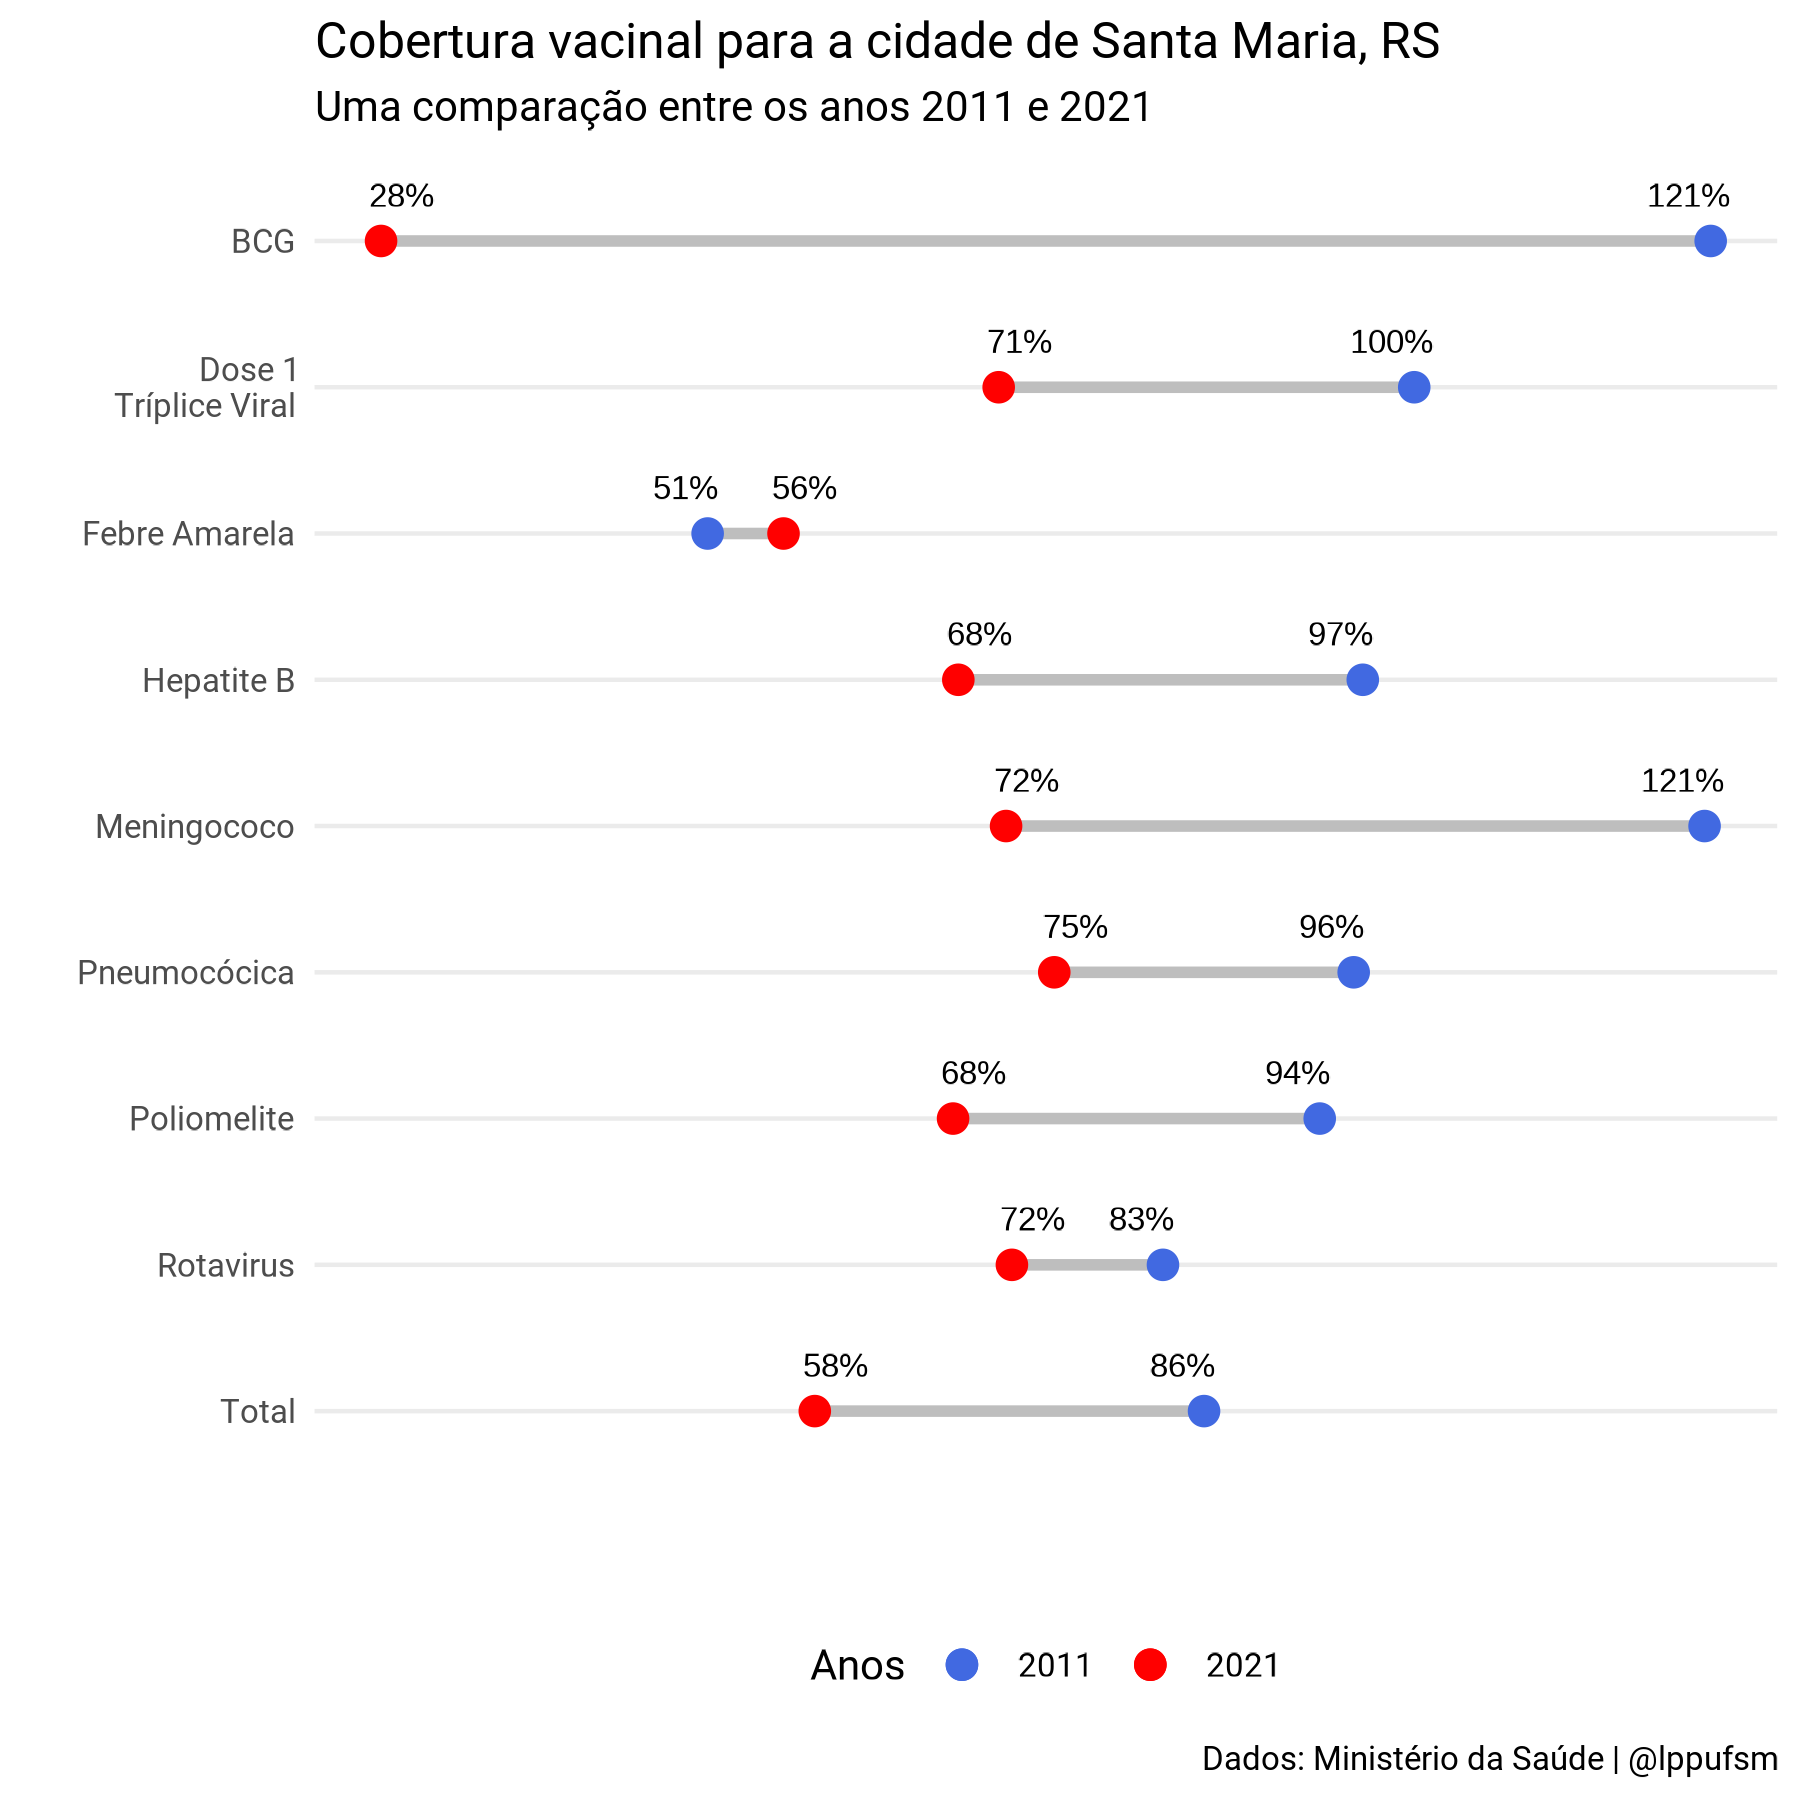 Cobertura vacinal para a cidade de Santa Maria, RS
Uma comparação entre os anos 2011 e 2021
28%
121%
BCG
71%
100%
Dose 1
Tríplice Viral
51%
56%
Febre Amarela
68%
97%
Hepatite B
72%
121%
Meningococo
75%
96%
Pneumocócica
68%
94%
Poliomelite
72%
83%
Rotavirus
58%
86%
Total
Anos
2011
2021
Dados: Ministério da Saúde | @lppufsm